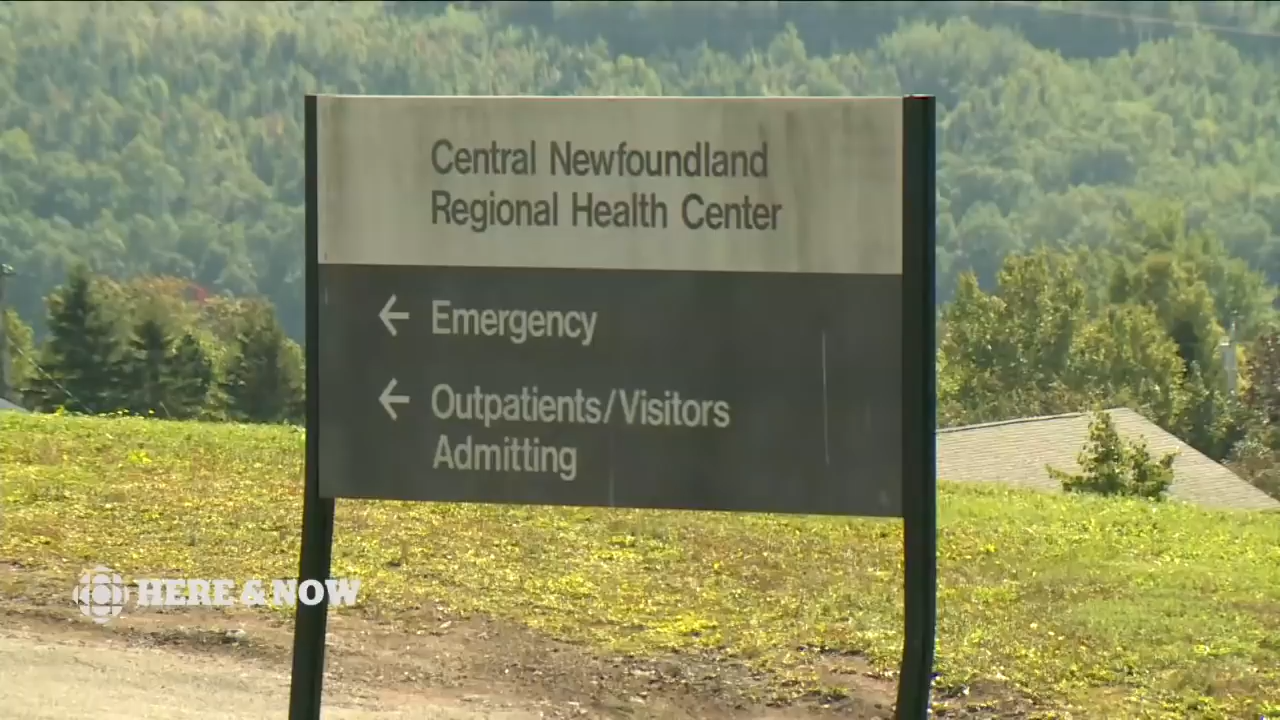 Central Newfoundland
Regional Health Center
← Emergency
← Outpatients/Visitors
Admitting
HERE & NOW